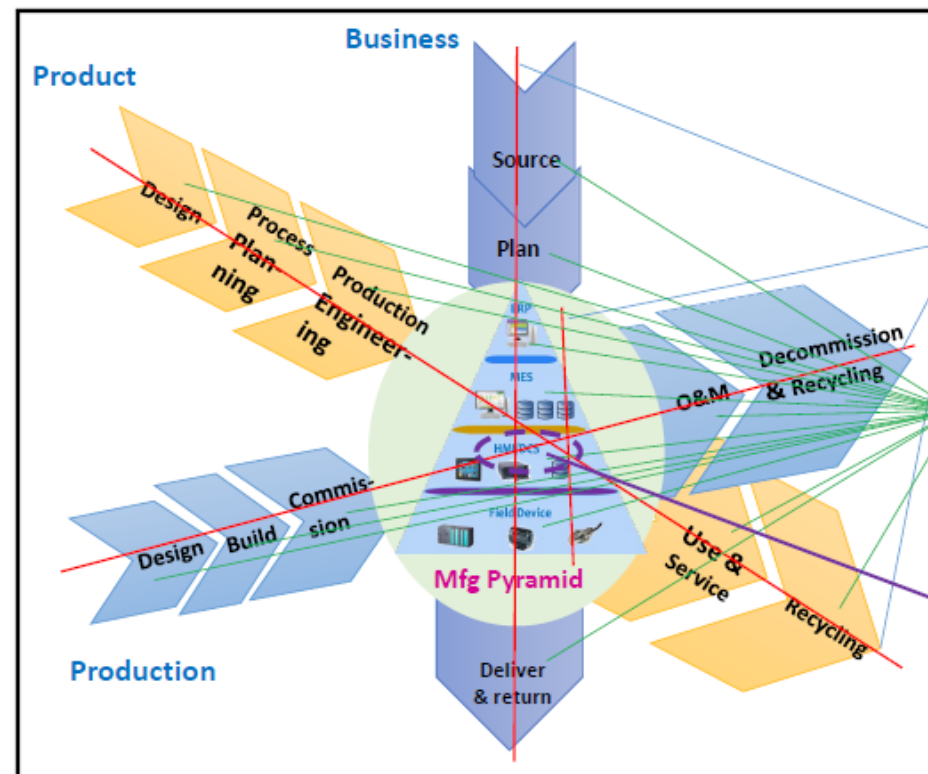 Business
Product
Source
Plan
Design
Process
Plan-
ning
Production
Engineer-
ing
ERP
MES
HMI DCS
Field Device
Mfg Pyramid
O&M
Decommission
& Recycling
Design
Build
Commis-
sion
Use &
Service
Recycling
Production
Deliver
& return